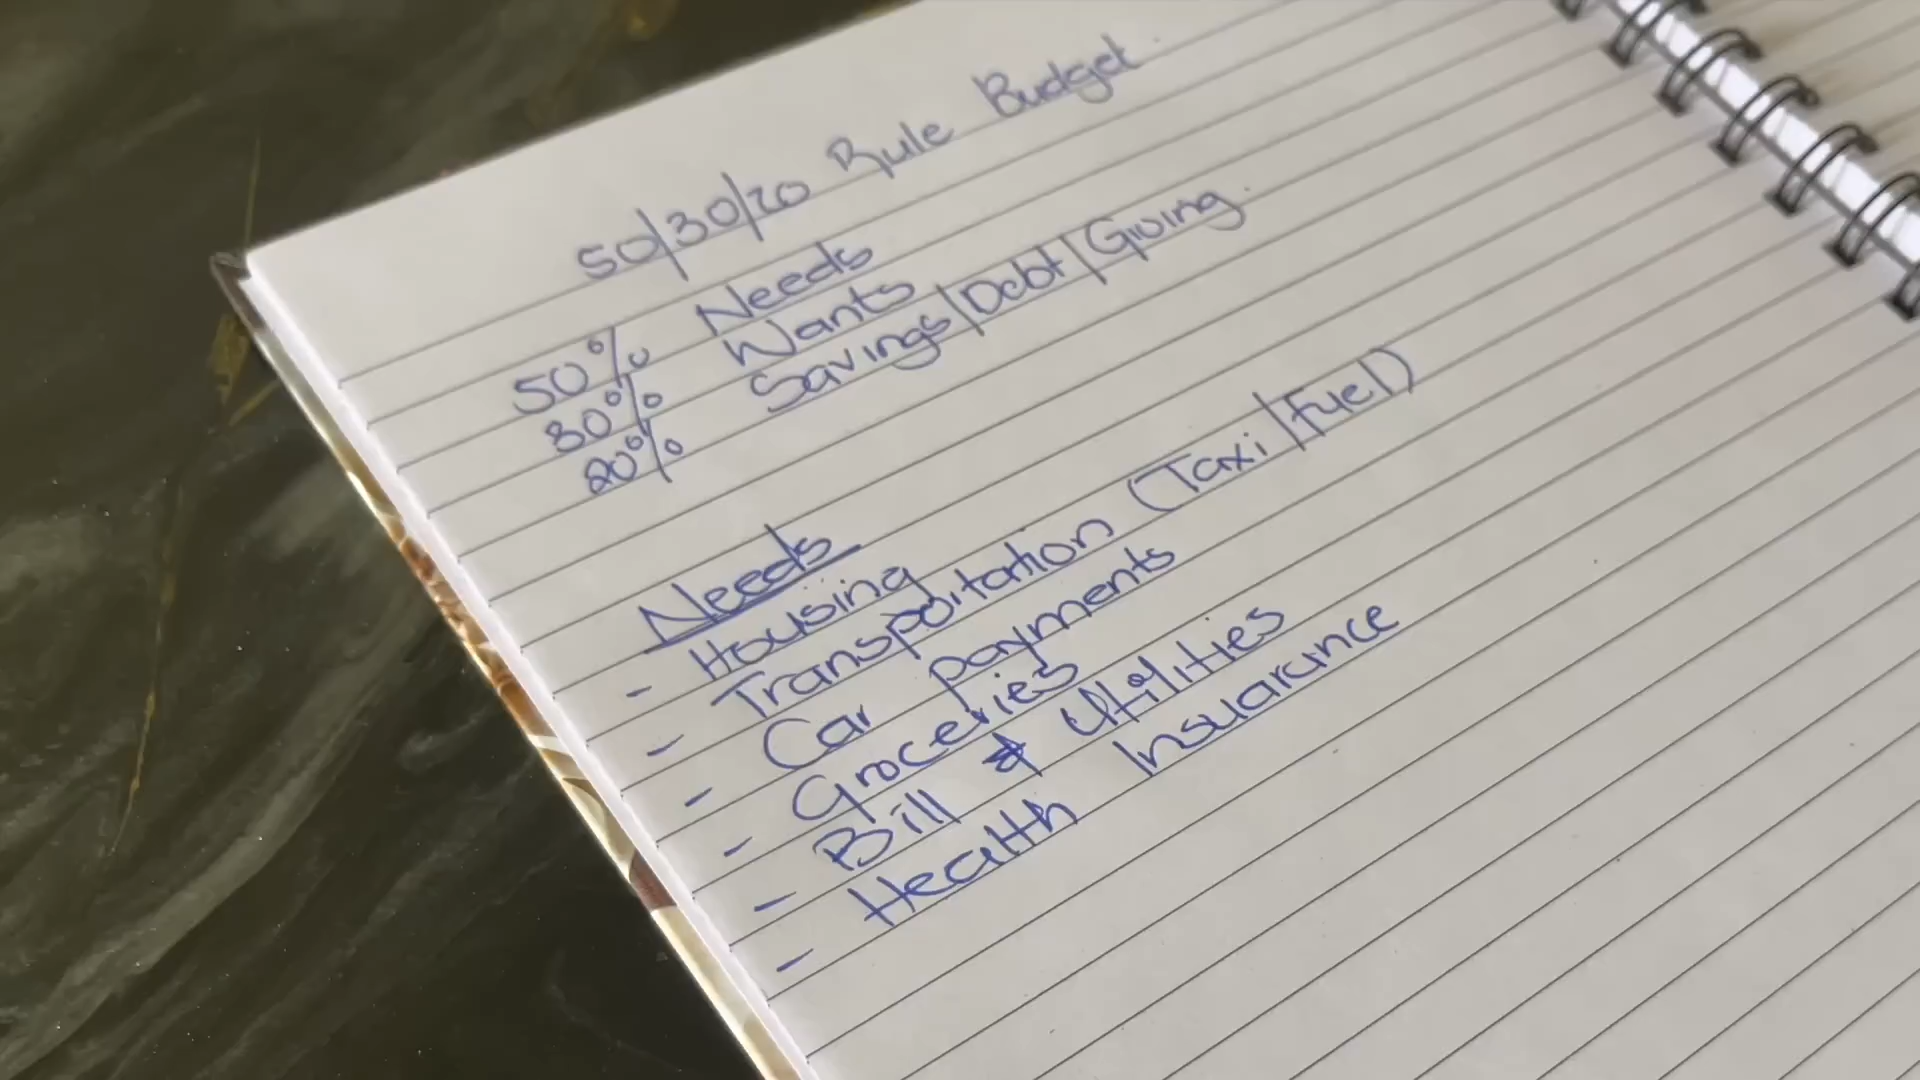 50/30/20 Rule Budget
50% Needs
30% Wants
20% Savings/Debt/Giving
Needs
- Housing
- Transportation (Taxi/Fuel)
- Car payments
- Groceries
- Bill & Utilities
- Health Insuarance